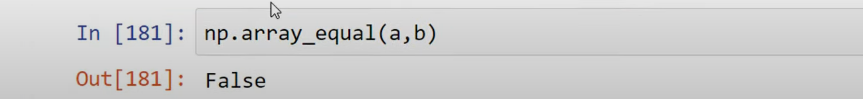 In [181]: np.array_equal(a,b)
Out[181]: False